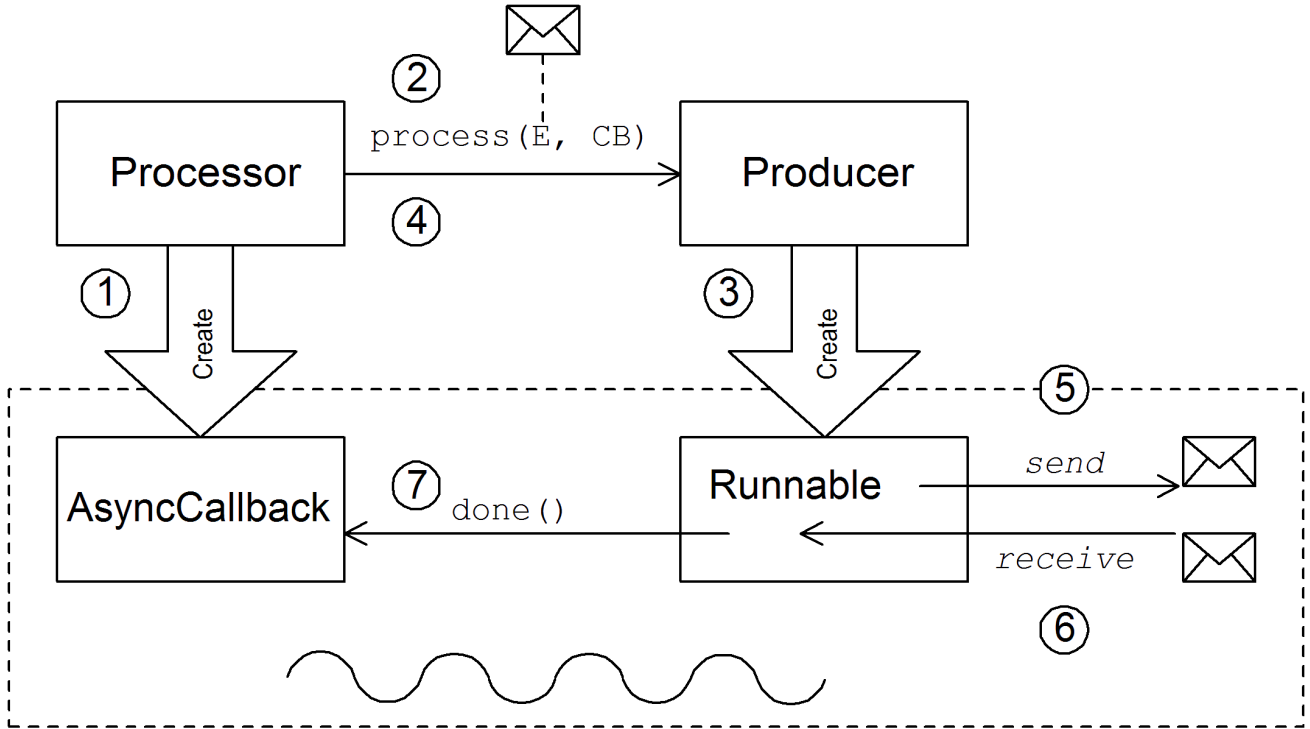 2
process(E, CB)
Processor
Producer
4
1
Create
3
Create
5
AsyncCallback
7
done()
Runnable
send
receive
6